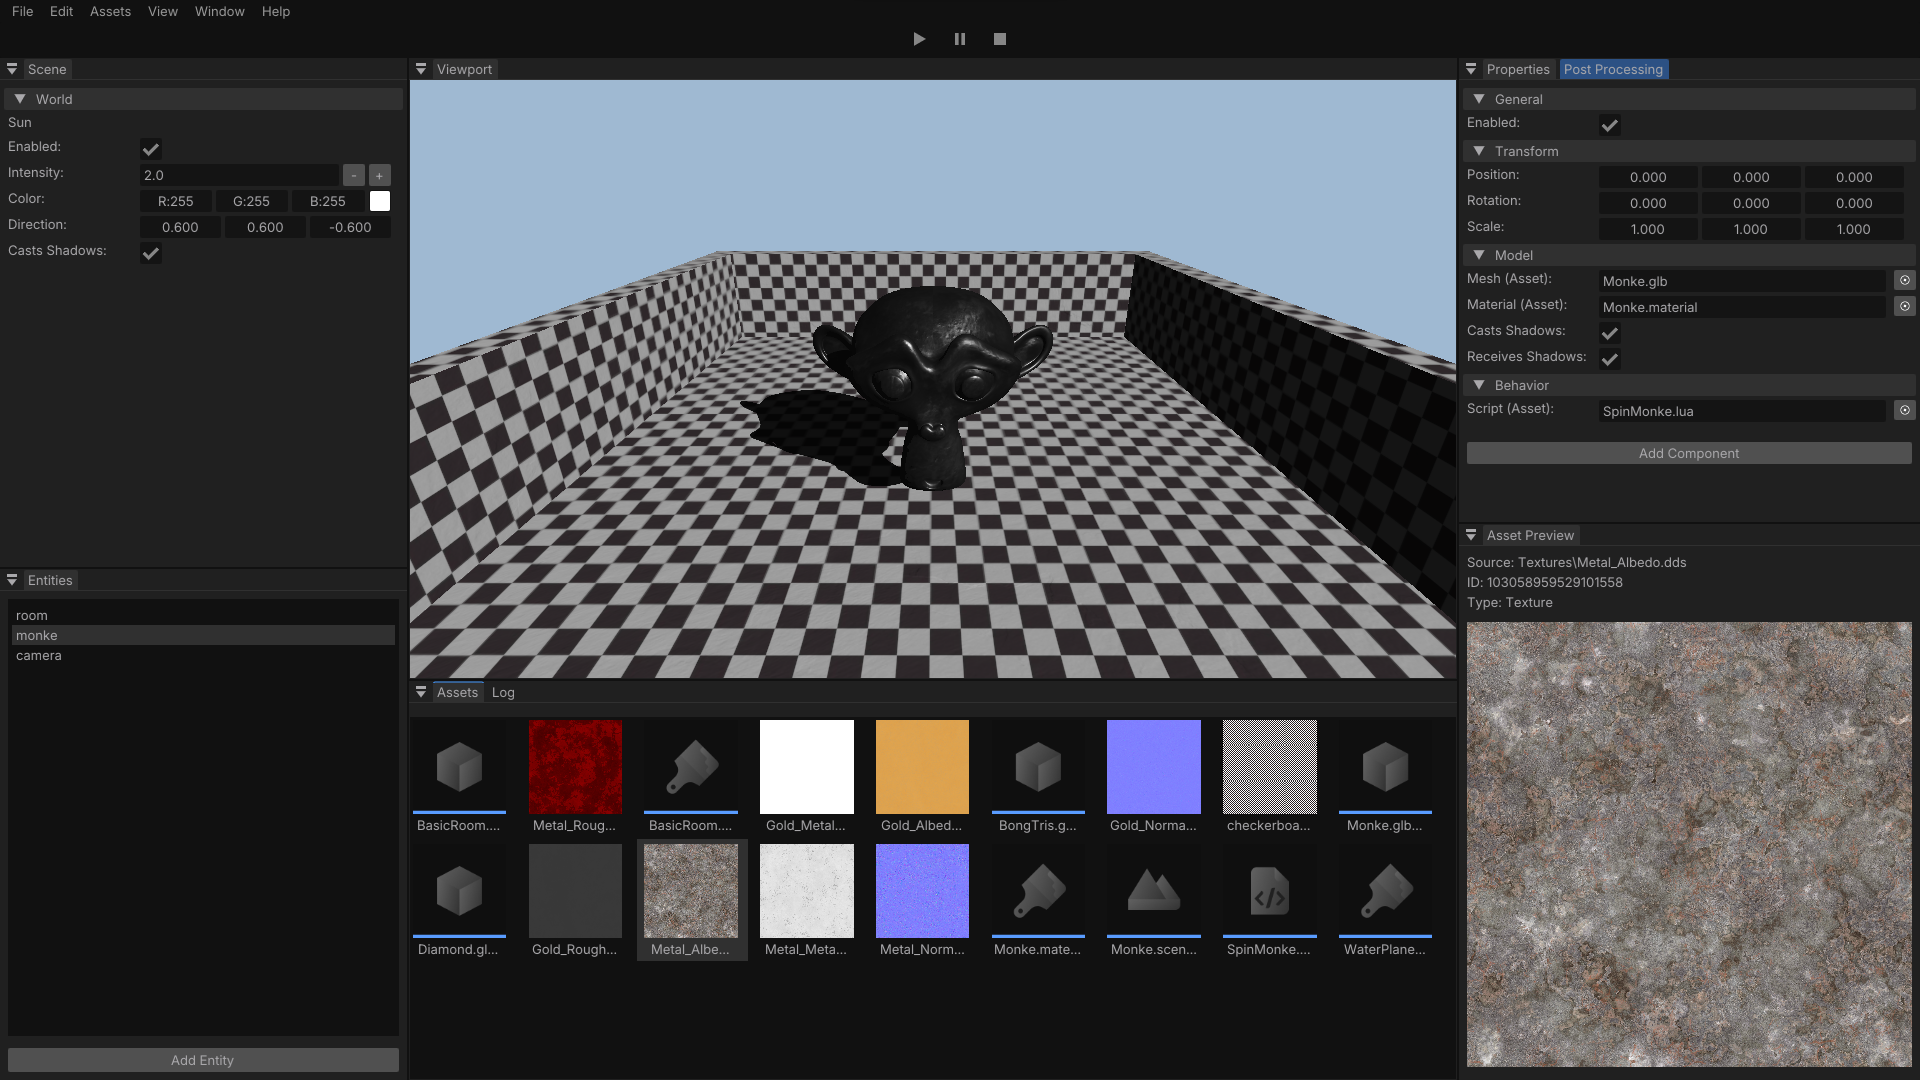 File Edit Assets View Window Help
Scene
World
Sun
Enabled:
Intensity: 2.0 - +
Color: R:255 G:255 B:255
Direction: 0.600 0.600 -0.600
Casts Shadows:
Entities
room
monke
camera
Add Entity
Viewport
Assets Log
BasicRoom.... Metal_Roug... BasicRoom.... Gold_Metal... Gold_Albed... BongTris.g... Gold_Norma... checkerboa... Monke.glb...
Diamond.gl... Gold_Rough... Metal_Albe... Metal_Meta... Metal_Norm... Monke.mate... Monke.scen... SpinMonke.... WaterPlane...
Properties Post Processing
General
Enabled:
Transform
Position: 0.000 0.000 0.000
Rotation: 0.000 0.000 0.000
Scale: 1.000 1.000 1.000
Model
Mesh (Asset): Monke.glb
Material (Asset): Monke.material
Casts Shadows:
Receives Shadows:
Behavior
Script (Asset): SpinMonke.lua
Add Component
Asset Preview
Source: Textures\Metal_Albedo.dds
ID: 103058959529101558
Type: Texture